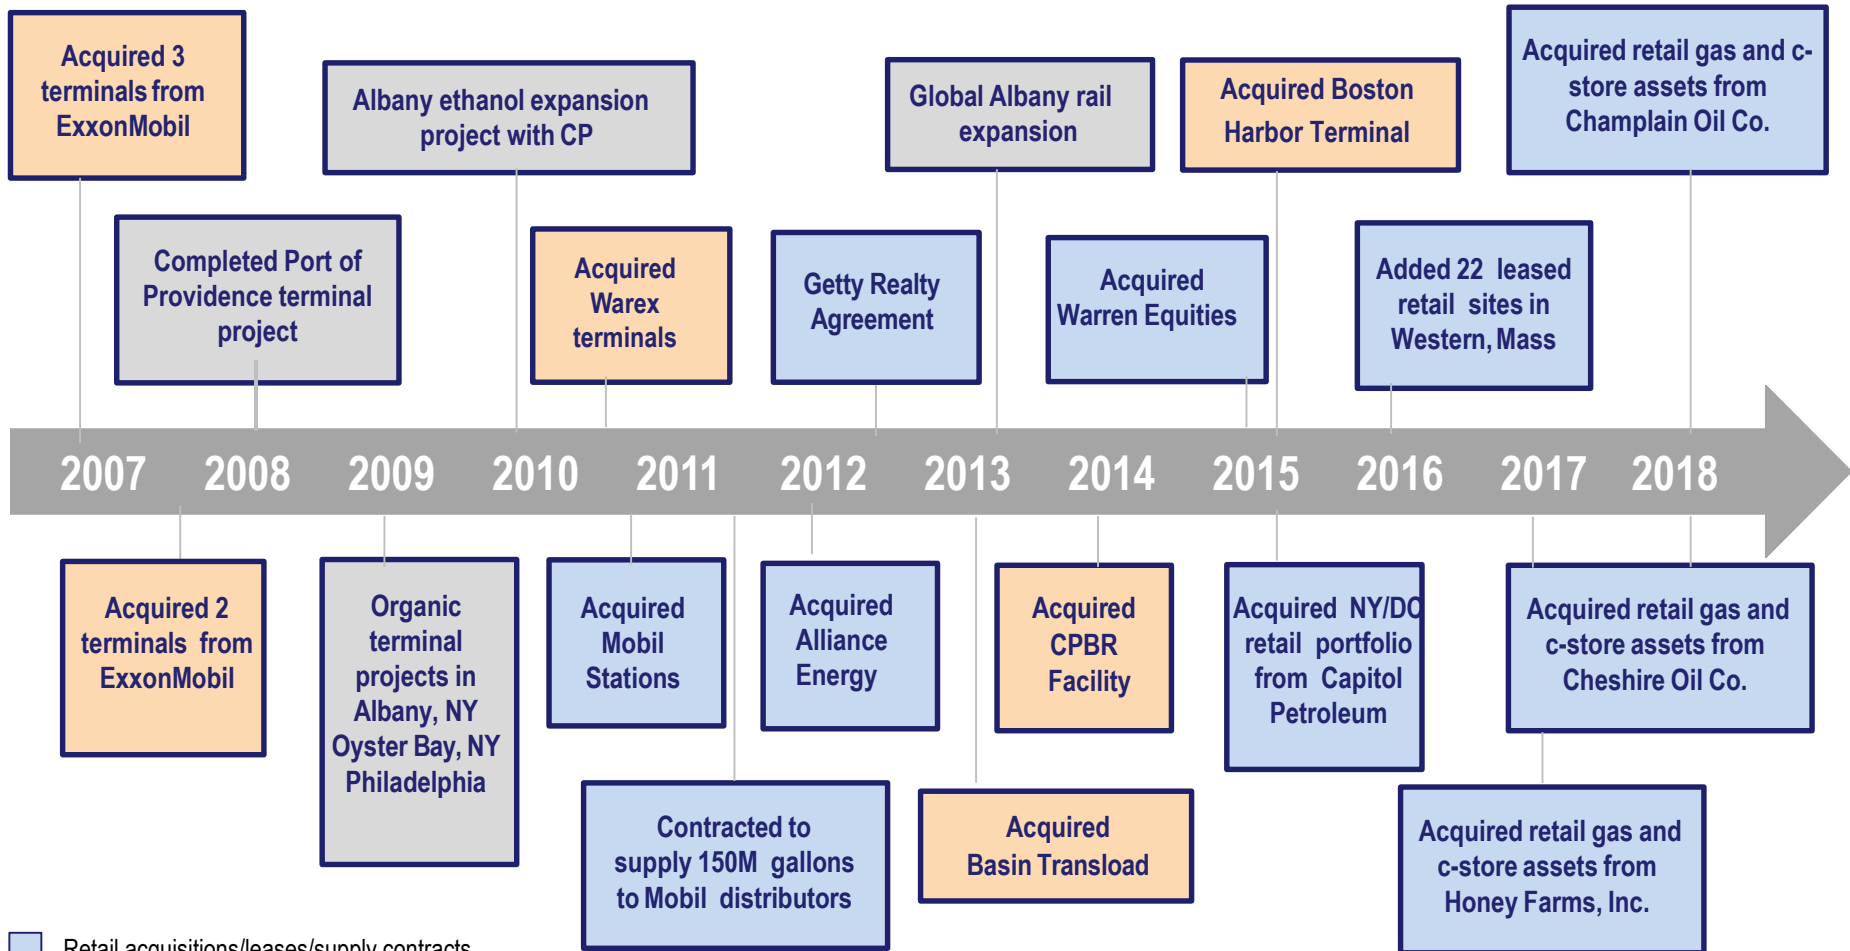 Acquired 3
terminals from
ExxonMobil
Albany ethanol expansion
project with CP
Global Albany rail
expansion
Acquired Boston
Harbor Terminal
Acquired retail gas and c-
store assets from
Champlain Oil Co.
Completed Port of
Providence terminal
project
Acquired
Warex
terminals
Getty Realty
Agreement
Acquired
Warren Equities
Added 22 leased
retail sites in
Western, Mass
2007 2008 2009 2010 2011 2012 2013 2014 2015 2016 2017 2018
Acquired 2
terminals from
ExxonMobil
Organic
terminal
projects in
Albany, NY
Oyster Bay, NY
Philadelphia
Acquired
Mobil
Stations
Acquired
Alliance
Energy
Acquired
CPBR
Facility
Acquired NY/DC
retail portfolio
from Capitol
Petroleum
Acquired retail gas and
c-store assets from
Cheshire Oil Co.
Contracted to
supply 150M gallons
to Mobil distributors
Acquired
Basin Transload
Acquired retail gas and
c-store assets from
Honey Farms, Inc.
Retail acquisitions/leases/supply contracts